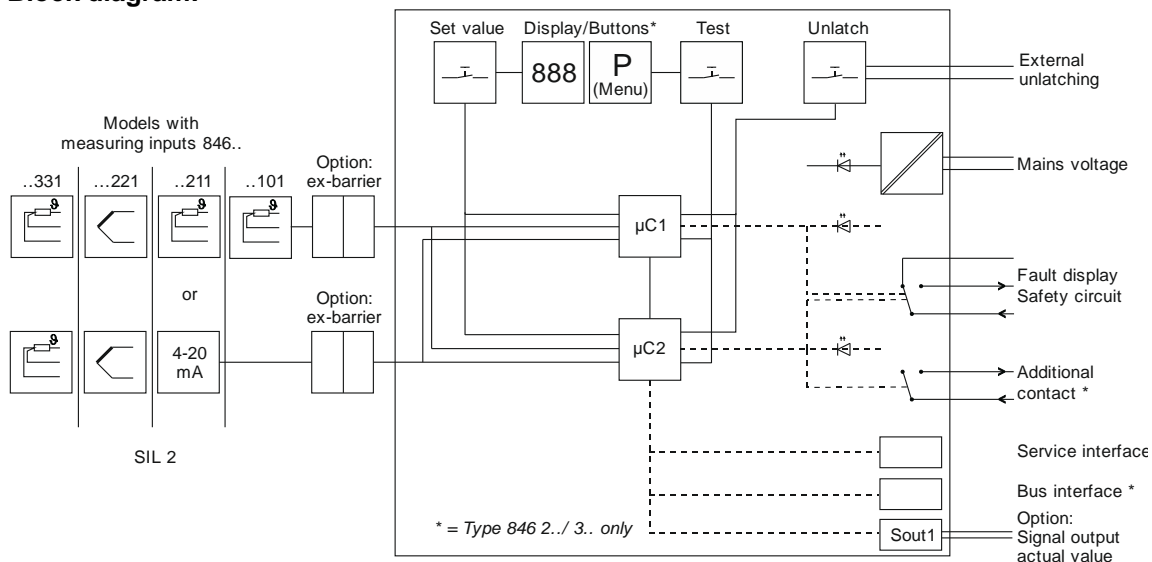 Block diagram:
Set value
Display/Buttons*
Test
Unlatch
888
P
(Menu)
External
unlatching
Models with
measuring inputs 846..
Option:
ex-barrier
Mains voltage
..331
...221
..211
..101
ϑ
ϑ
ϑ
µC1
Fault display
Safety circuit
or
Option:
ex-barrier
ϑ
4-20
mA
µC2
Additional
contact *
SIL 2
Service interface
Bus interface *
* = Type 846 2../ 3.. only
Sout1
Option:
Signal output
actual value